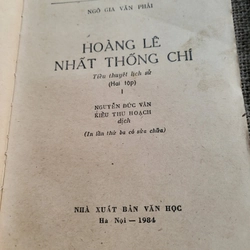 NGÔ GIA VĂN PHÁI
HOÀNG LÊ
NHẤT THỐNG CHÍ
Tiểu thuyết lịch sử
(Hai tập)
I
NGUYỄN ĐỨC VÂN
KIỀU THU HOẠCH
dịch
(In lần thứ ba có sửa chữa)
NHÀ XUẤT BẢN VĂN HỌC
Hà Nội — 1984